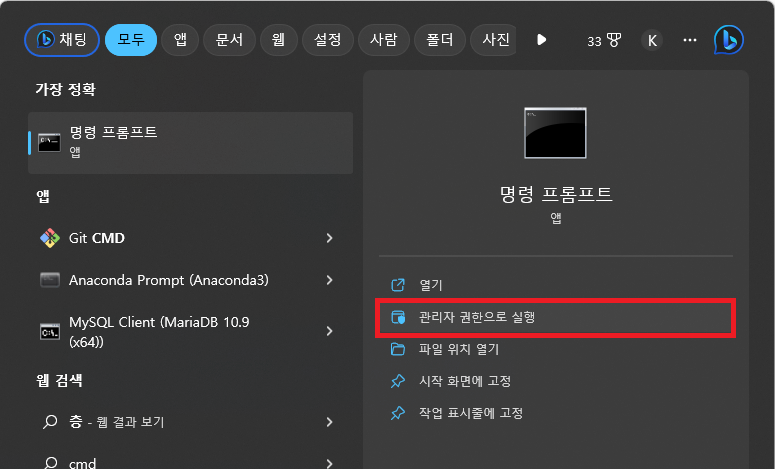 채팅 모두 앱 문서 웹 설정 사람 폴더 사진 33 K
가장 정확
명령 프롬프트
앱
앱
Git CMD
Anaconda Prompt (Anaconda3)
MySQL Client (MariaDB 10.9
(x64))
웹 검색
층 - 웹 결과 보기
cmd
명령 프롬프트
앱
열기
관리자 권한으로 실행
파일 위치 열기
시작 화면에 고정
작업 표시줄에 고정